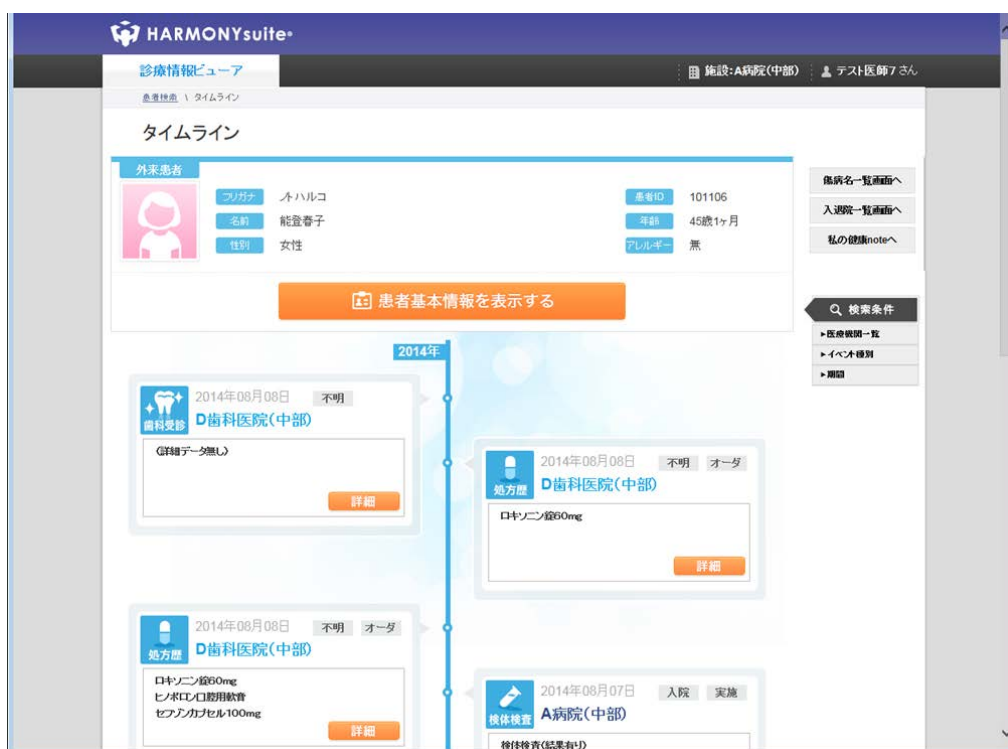 HARMONYsuite
診療情報ビューア
施設:A病院(中部) テスト医師7 さん
患者検索 \ タイムライン
タイムライン
外来患者
フリガナ ノトハルコ
名前 能登春子
性別 女性
患者ID 101106
年齢 45歳1ヶ月
アレルギー 無
患者基本情報を表示する
傷病名一覧画面へ
入退院一覧画面へ
私の健康noteへ
検索条件
▶医療機関一覧
▶イベント種別
▶期間
2014年
歯科受診
2014年08月08日 不明
D歯科医院(中部)
(詳細データ無し)
詳細
処方歴
2014年08月08日 不明 オーダ
D歯科医院(中部)
ロキソニン錠60mg
詳細
処方歴
2014年08月08日 不明 オーダ
D歯科医院(中部)
ロキソニン錠60mg
ヒノポロン口腔用軟膏
セフゾンカプセル100mg
詳細
検体検査
2014年08月07日 入院 実施
A病院(中部)
検体検査(結果有り)